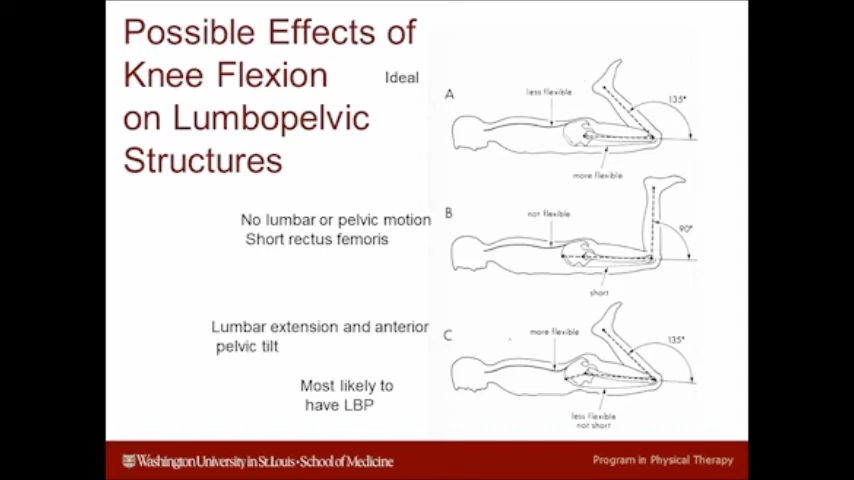 Possible Effects of
Knee Flexion
on Lumbopelvic
Structures
Ideal
A
less flexible
135°
more flexible
No lumbar or pelvic motion
Short rectus femoris
B
not flexible
90°
short
Lumbar extension and anterior
pelvic tilt
Most likely to
have LBP
C
more flexible
135°
less flexible
not short
Washington University in St. Louis • School of Medicine
Program in Physical Therapy